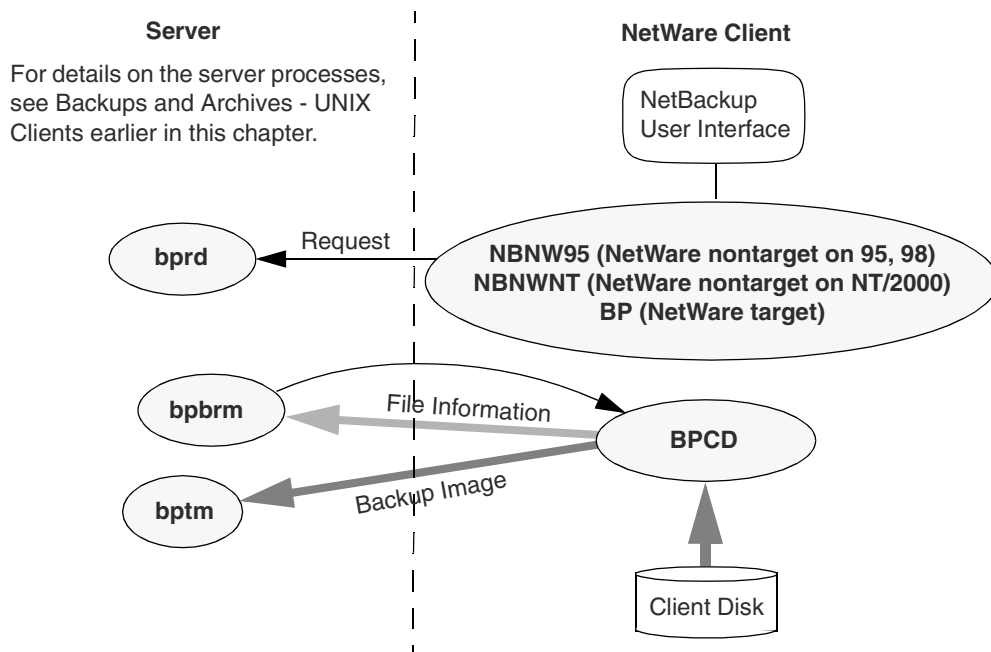 Server
For details on the server processes,
see Backups and Archives - UNIX
Clients earlier in this chapter.
NetWare Client
NetBackup
User Interface
bprd
Request
NBNW95 (NetWare nontarget on 95, 98)
NBNWNT (NetWare nontarget on NT/2000)
BP (NetWare target)
bpbrm
File Information
BPCD
bptm
Backup Image
Client Disk